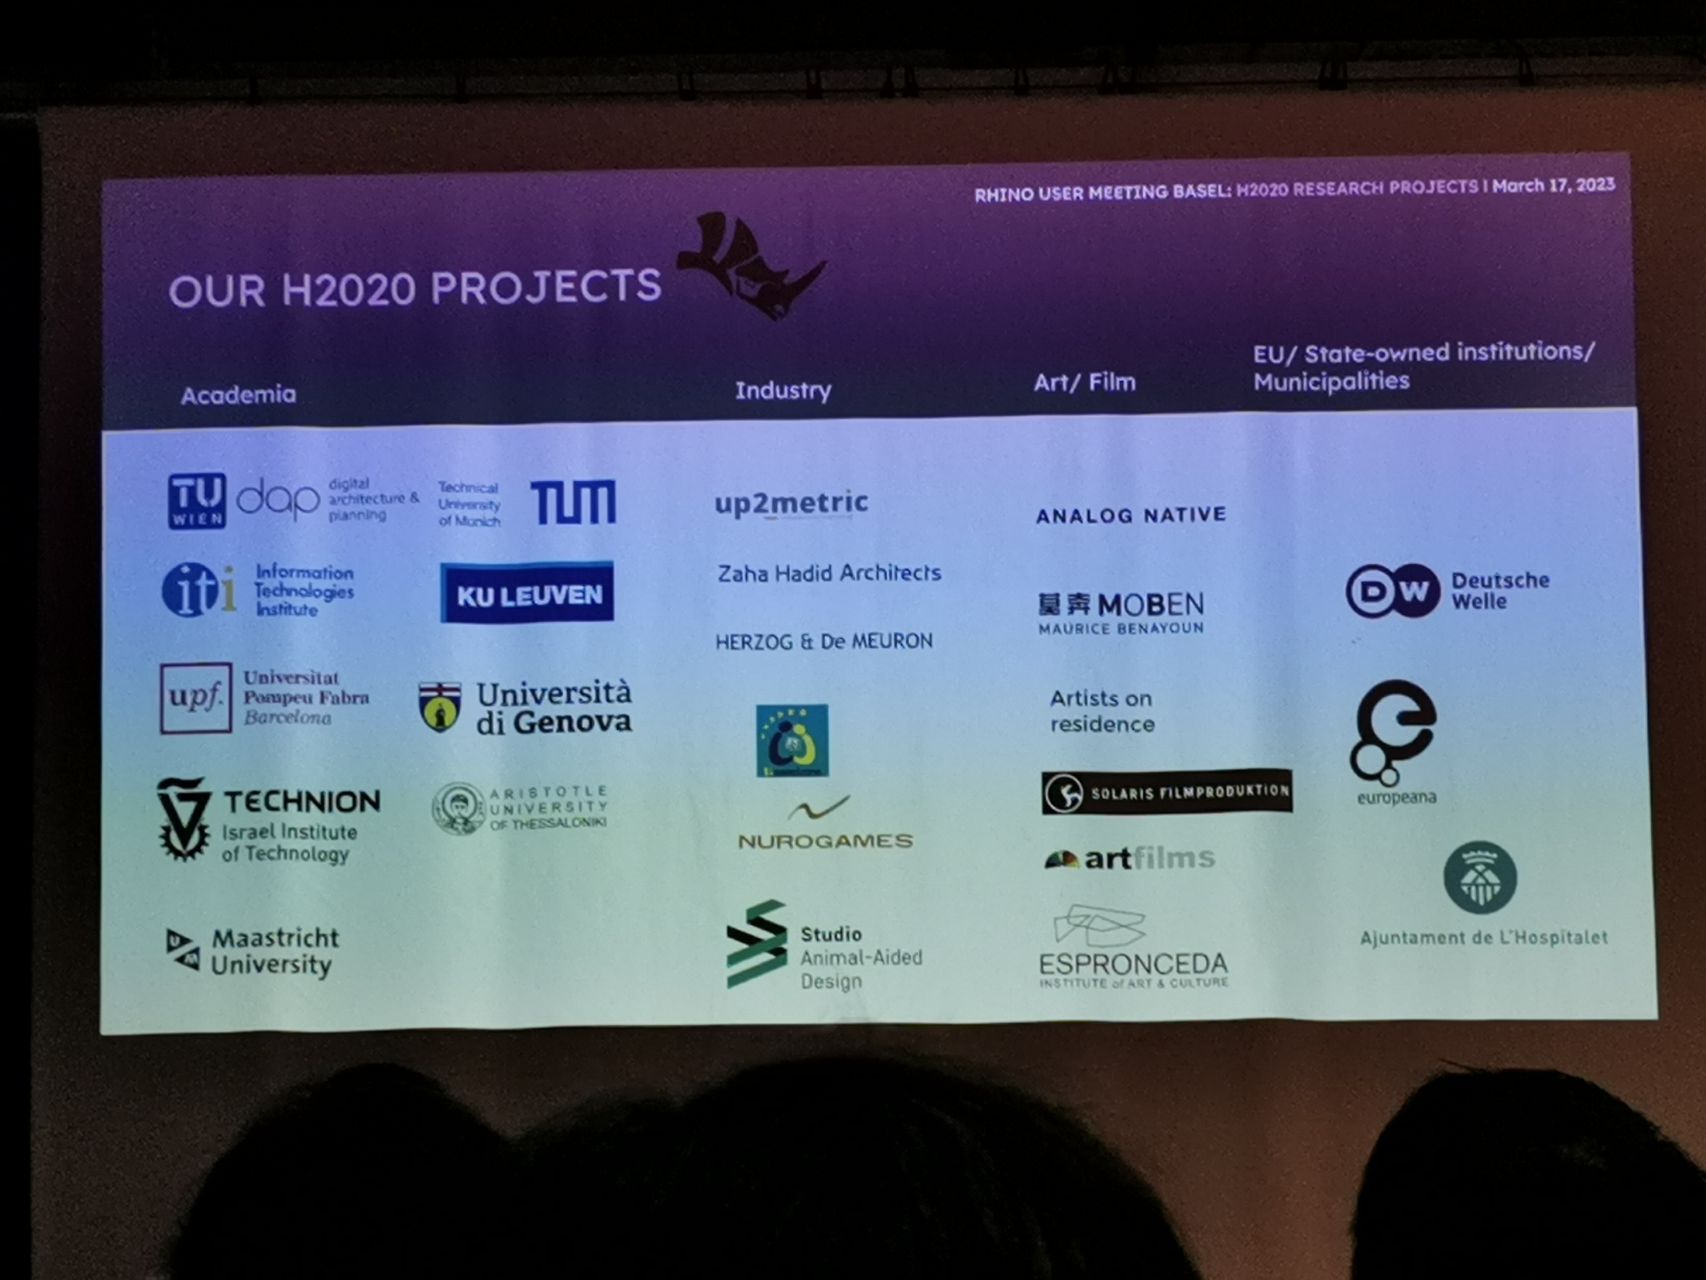 RHINO USER MEETING BASEL: H2020 RESEARCH PROJECTS | March 17, 2023
OUR H2020 PROJECTS
Academia
Industry
Art/ Film
EU/ State-owned institutions/
Municipalities
TU
WIEN
dap
digital
architecture &
planning
Technical
University
of Munich
TUM
iti
Information
Technologies
Institute
KU LEUVEN
upf.
Universitat
Pompeu Fabra
Barcelona
Università
di Genova
TECHNION
Israel Institute
of Technology
ARISTOTLE
UNIVERSITY
OF THESSALONIKI
Maastricht
University
up2metric
Zaha Hadid Architects
HERZOG & De MEURON
NUROGAMES
Studio
Animal-Aided
Design
ANALOG NATIVE
MOBEN
MAURICE BENAYOUN
Artists on
residence
SOLARIS FILMPRODUKTION
artfilms
ESPRONCEDA
INSTITUTE of ART & CULTURE
DW
Deutsche
Welle
europeana
Ajuntament de L'Hospitalet